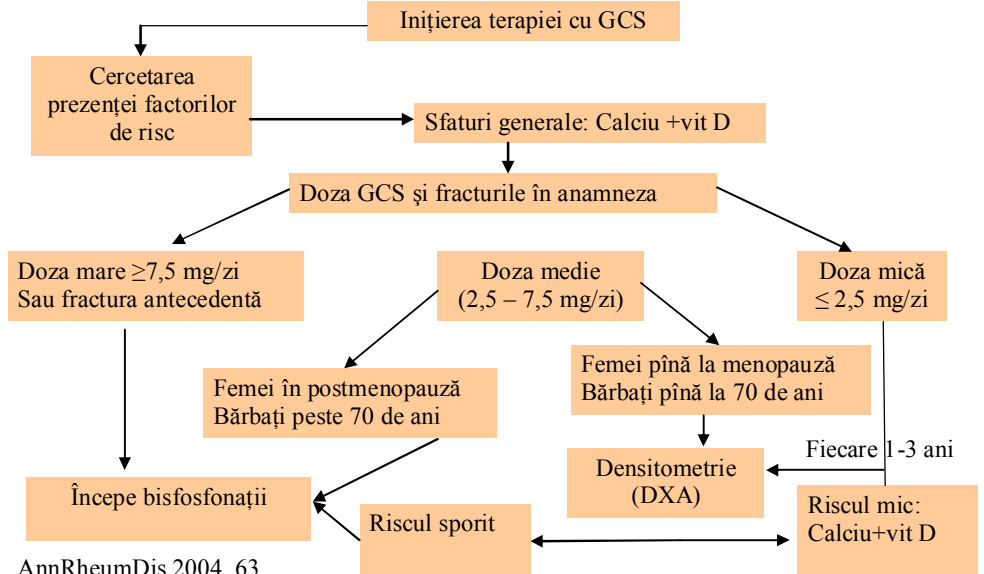 Inițierea terapiei cu GCS
Cercetarea
prezenței factorilor
de risc
Sfaturi generale: Calciu +vit D
Doza GCS şi fracturile în anamneza
Doza mare ≥7,5 mg/zi
Sau fractura antecedentă
Doza medie
(2,5 – 7,5 mg/zi)
Doza mică
≤ 2,5 mg/zi
Femei în postmenopauză
Bărbați peste 70 de ani
Femei pînă la menopauză
Bărbați pînă la 70 de ani
Fiecare 1-3 ani
Densitometrie
(DXA)
Începe bisfosfonații
Riscul sporit
Riscul mic:
Calciu+vit D
AnnRheumDis 2004, 63